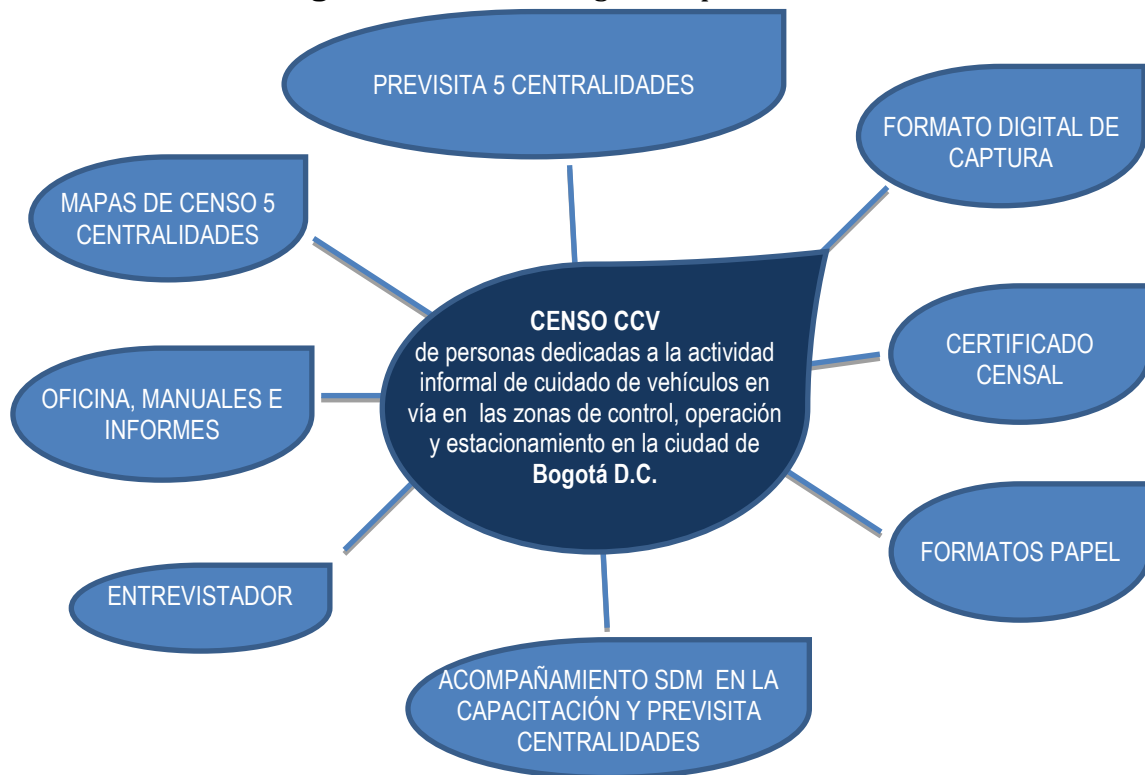 PREVISITA 5 CENTRALIDADES
FORMATO DIGITAL DE
CAPTURA
MAPAS DE CENSO 5
CENTRALIDADES
CENSO CCV
de personas dedicadas a la actividad
informal de cuidado de vehículos en
vía en las zonas de control, operación
y estacionamiento en la ciudad de
Bogotá D.C.
CERTIFICADO
CENSAL
OFICINA, MANUALES E
INFORMES
FORMATOS PAPEL
ENTREVISTADOR
ACOMPAÑAMIENTO SDM EN LA
CAPACITACIÓN Y PREVISITA
CENTRALIDADES